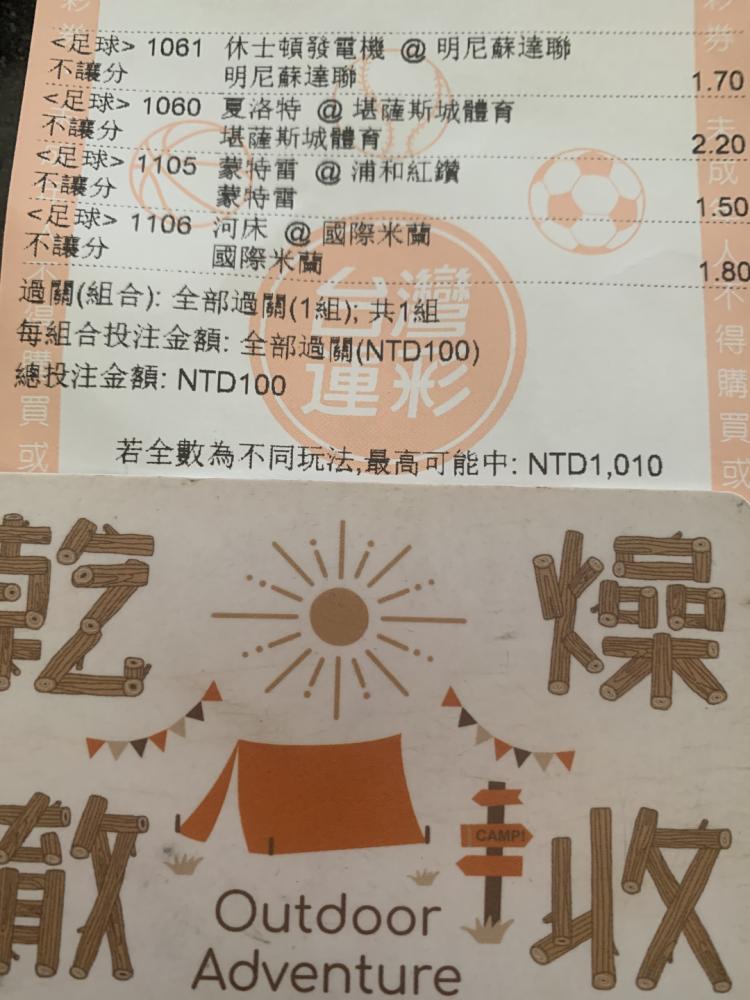 <足球> 1061 休士頓發電機 @ 明尼蘇達聯
不讓分 明尼蘇達聯 1.70
<足球> 1060 夏洛特 @ 堪薩斯城體育
不讓分 堪薩斯城體育 2.20
<足球> 1105 蒙特雷 @ 浦和紅鑽
不讓分 蒙特雷 1.50
<足球> 1106 河床 @ 國際米蘭
不讓分 國際米蘭 1.80
過關(組合): 全部過關(1組); 共1組
每組合投注金額: 全部過關(NTD100)
總投注金額: NTD100
若全數為不同玩法,最高可能中: NTD1,010
台灣
運彩
乾燥
CAMP!
撤收
Outdoor
Adventure